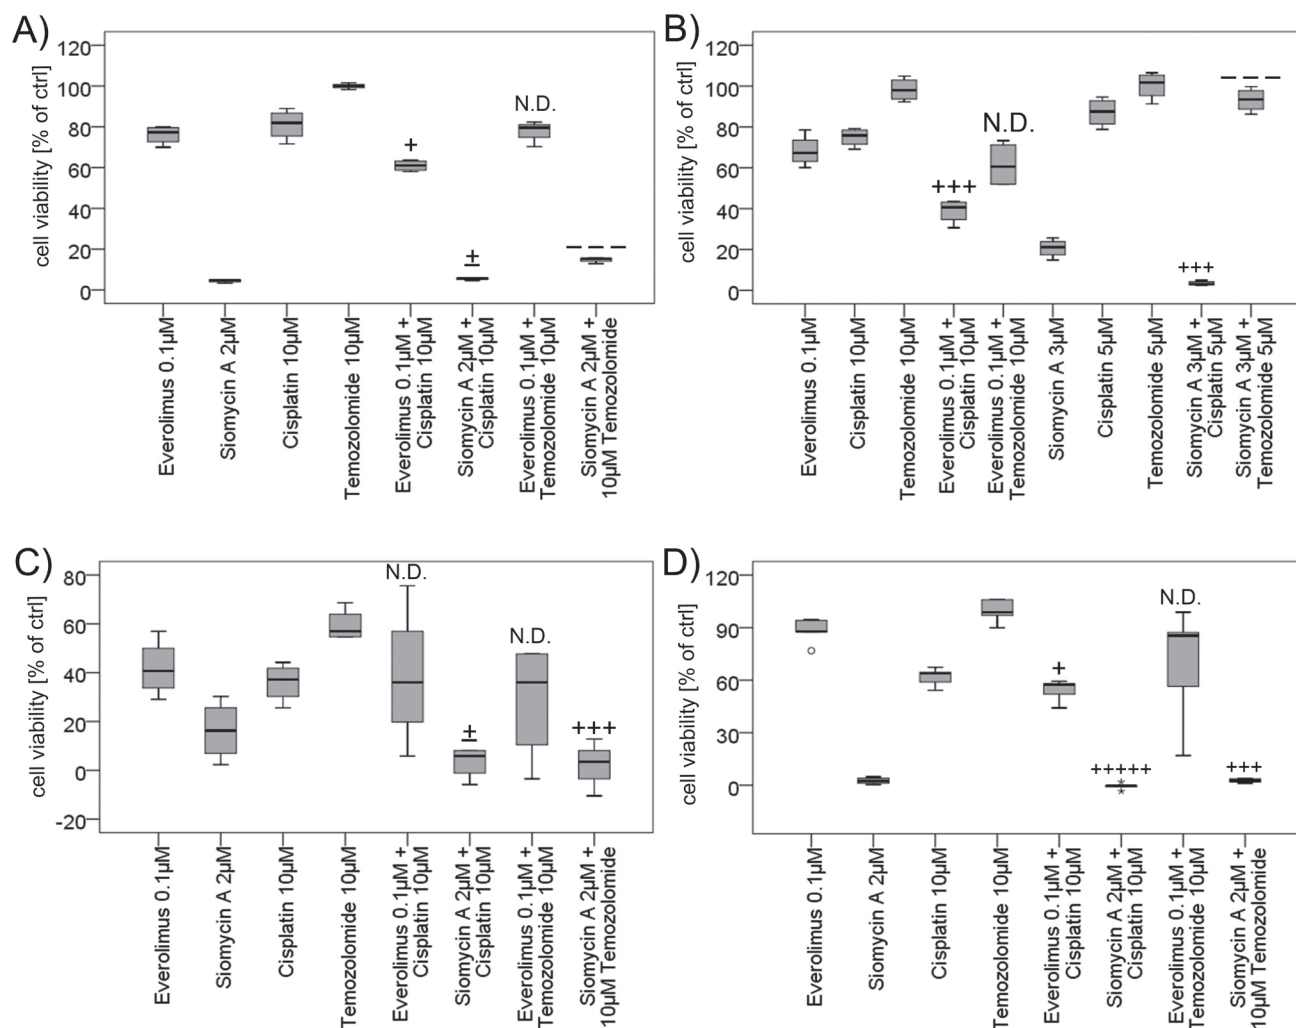 A)
cell viability [% of ctrl]
120
100
80
60
40
20
0
+
+
N.D.
Everolimus 0.1µM
Siomycin A 2µM
Cisplatin 10µM
Temozolomide 10µM
Everolimus 0.1µM +
Cisplatin 10µM
Siomycin A 2µM +
Cisplatin 10µM
Everolimus 0.1µM +
Temozolomide 10µM
Siomycin A 2µM +
10µM Temozolomide
B)
cell viability [% of ctrl]
120
100
80
60
40
20
0
+++
N.D.
+++
Everolimus 0.1µM
Cisplatin 10µM
Temozolomide 10µM
Everolimus 0.1µM +
Cisplatin 10µM
Everolimus 0.1µM +
Temozolomide 10µM
Siomycin A 3µM
Cisplatin 5µM
Temozolomide 5µM
Siomycin A 3µM +
Cisplatin 5µM
Siomycin A 3µM +
Temozolomide 5µM
C)
cell viability [% of ctrl]
80
60
40
20
0
-20
N.D.
+
N.D.
+++
Everolimus 0.1µM
Siomycin A 2µM
Cisplatin 10µM
Temozolomide 10µM
Everolimus 0.1µM +
Cisplatin 10µM
Siomycin A 2µM +
Cisplatin 10µM
Everolimus 0.1µM +
Temozolomide 10µM
Siomycin A 2µM +
10µM Temozolomide
D)
cell viability [% of ctrl]
120
90
60
30
0
+
+++++
N.D.
+++
Everolimus 0.1µM
Siomycin A 2µM
Cisplatin 10µM
Temozolomide 10µM
Everolimus 0.1µM +
Cisplatin 10µM
Siomycin A 2µM +
Cisplatin 10µM
Everolimus 0.1µM +
Temozolomide 10µM
Siomycin A 2µM +
10µM Temozolomide